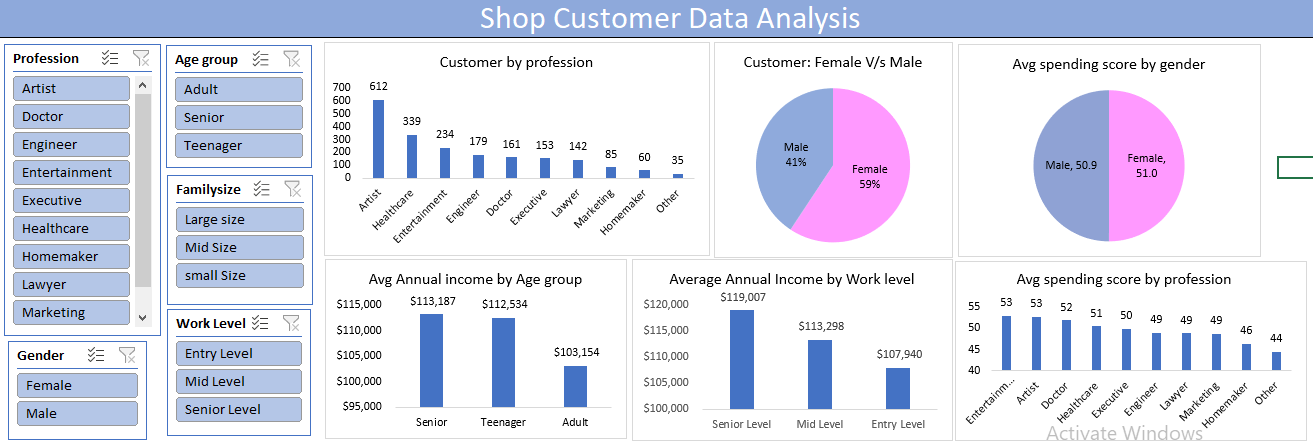 Shop Customer Data Analysis
Profession
Artist
Doctor
Engineer
Entertainment
Executive
Healthcare
Homemaker
Lawyer
Marketing
Gender
Female
Male
Age group
Adult
Senior
Teenager
Familysize
Large size
Mid Size
small Size
Work Level
Entry Level
Mid Level
Senior Level
Customer by profession
700
600
500
400
300
200
100
0
612
339
234
179
161
153
142
85
60
35
Artist
Healthcare
Entertainment
Engineer
Doctor
Executive
Lawyer
Marketing
Homemaker
Other
Customer: Female V/s Male
Male
41%
Female
59%
Avg spending score by gender
Male, 50.9
Female,
51.0
Avg Annual income by Age group
$115,000
$110,000
$105,000
$100,000
$95,000
$113,187
$112,534
$103,154
Senior
Teenager
Adult
Average Annual Income by Work level
$120,000
$115,000
$110,000
$105,000
$100,000
$119,007
$113,298
$107,940
Senior Level
Mid Level
Entry Level
Avg spending score by profession
55
50
45
40
53
53
52
51
50
49
49
49
46
44
Entertainm...
Artist
Doctor
Healthcare
Executive
Engineer
Lawyer
Marketing
Homemaker
Other
Activate Windows